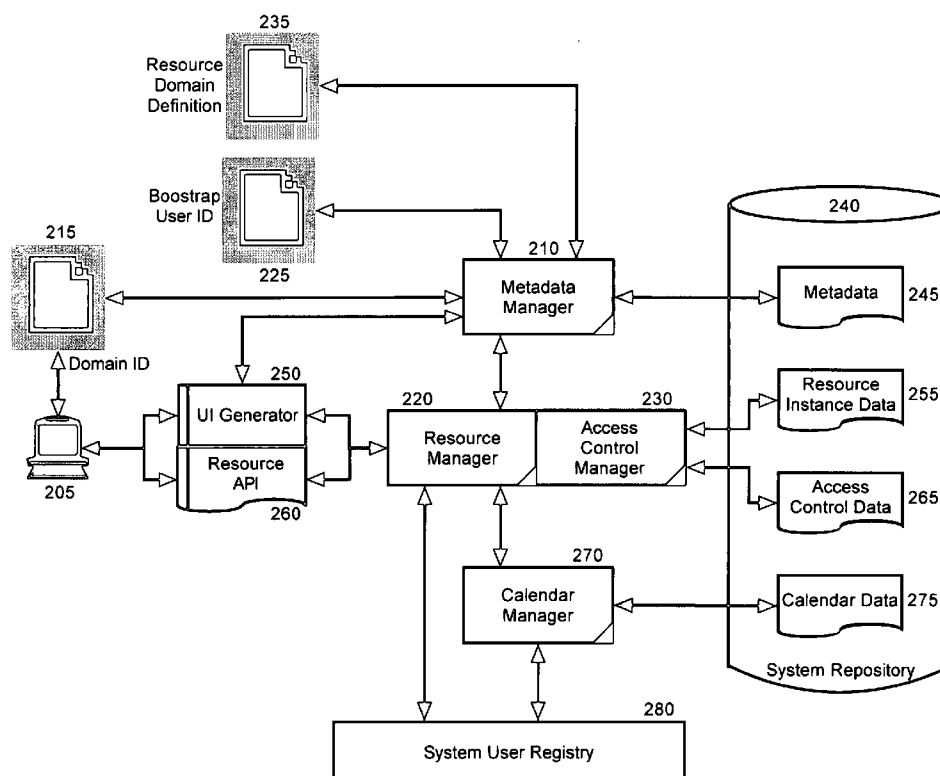 235
Resource
Domain
Definition
Boostrap
User ID
225
215
Domain ID
205
210
Metadata
Manager
240
Metadata
245
250
UI Generator
Resource
API
260
220
Resource
Manager
230
Access
Control
Manager
Resource
Instance Data
255
Access
Control Data
265
270
Calendar
Manager
Calendar Data
275
System Repository
280
System User Registry